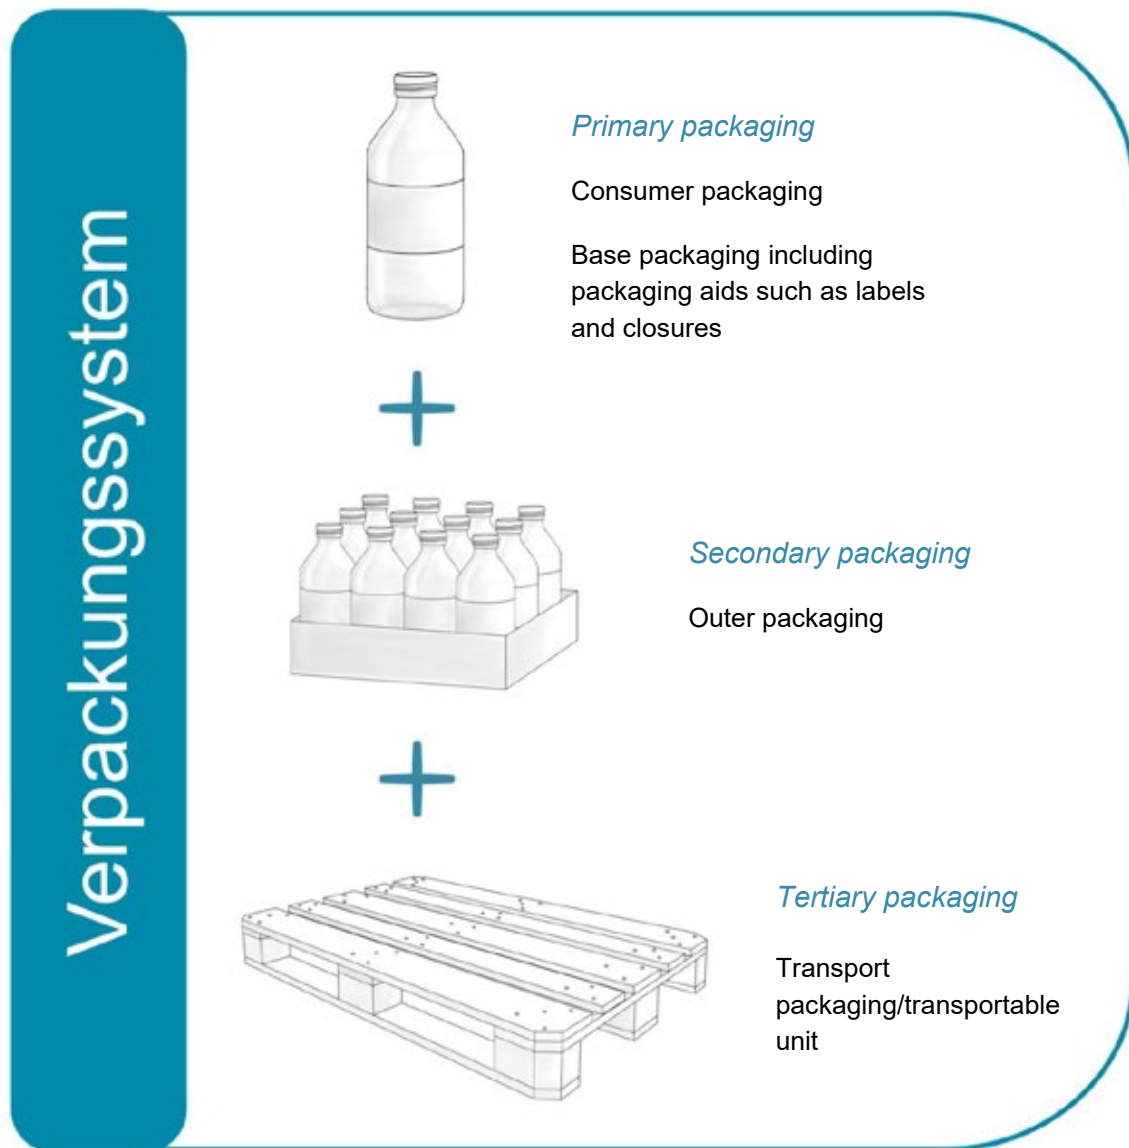 Verpackungssystem
Primary packaging
Consumer packaging
Base packaging including
packaging aids such as labels
and closures
Secondary packaging
Outer packaging
Tertiary packaging
Transport
packaging/transportable
unit